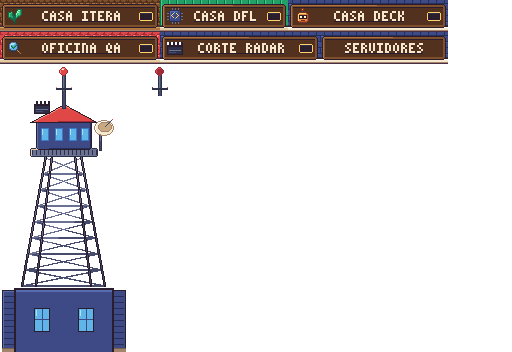 CASA ITERA
CASA DFL
CASA DECK
OFICINA QA
CORTE RADAR
SERVIDORES